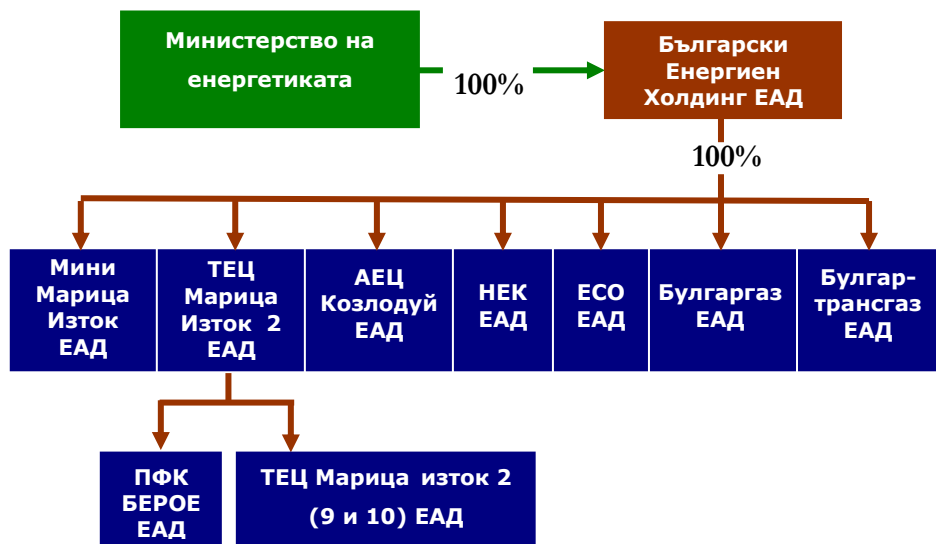 Министерство на
енергетиката
100%
Български
Енергиен
Холдинг ЕАД
100%
Мини
Марица
Изток
ЕАД
ТЕЦ
Марица
Изток 2
ЕАД
АЕЦ
Козлодуй
ЕАД
НЕК
ЕАД
ЕСО
ЕАД
Булгаргаз
ЕАД
Булгар-
трансгаз
ЕАД
ПФК
БЕРОЕ
ЕАД
ТЕЦ Марица изток 2
(9 и 10) ЕАД